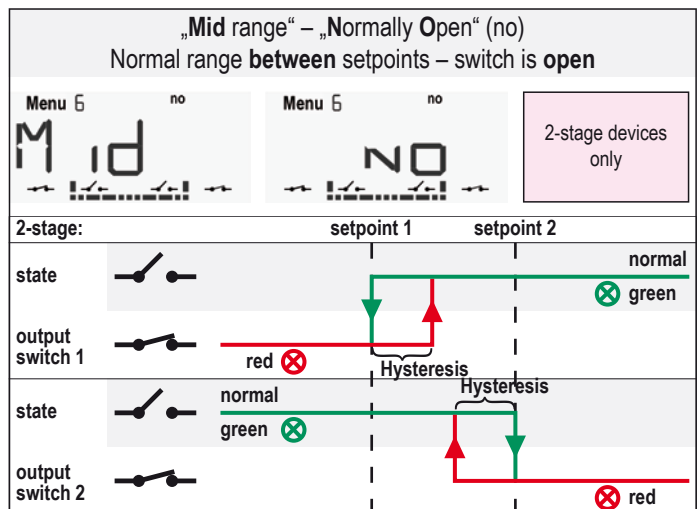 „Mid range“ – „Normally Open“ (no)
Normal range between setpoints – switch is open
Menu 6 no
Mid
Menu 6 no
NO
2-stage devices
only
2-stage: setpoint 1 setpoint 2
state
normal
green
output
switch 1
red
Hysteresis
Hysteresis
state
normal
green
output
switch 2
red